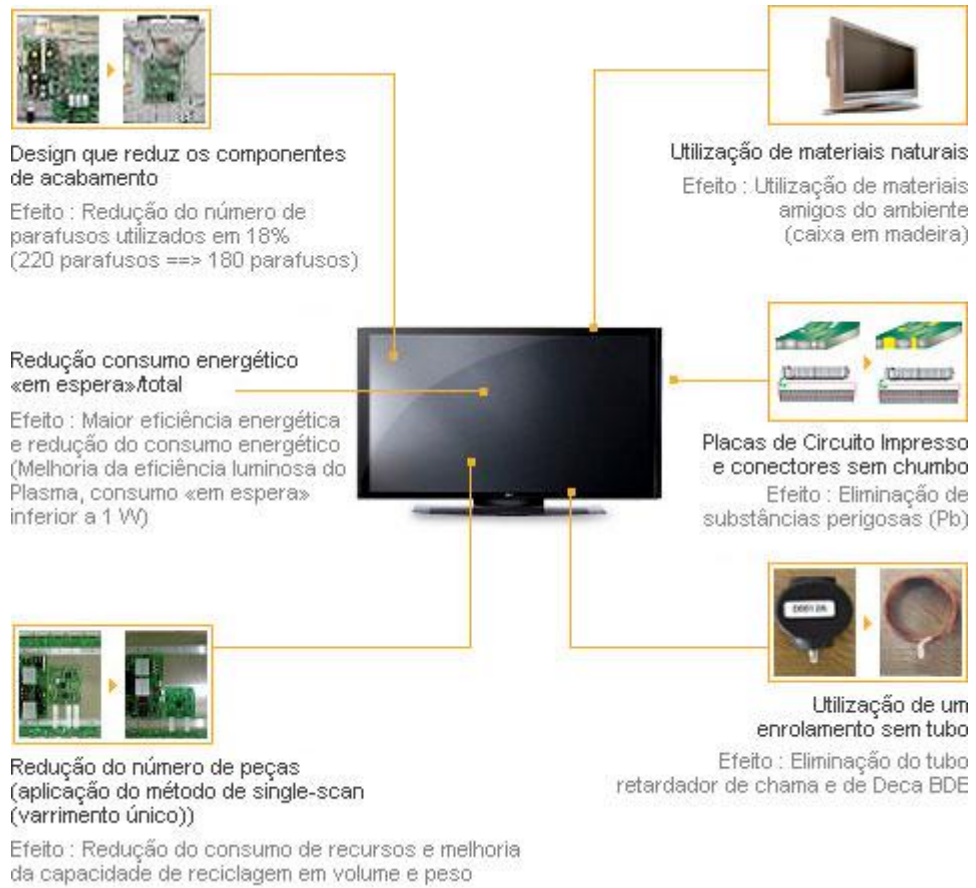 Design que reduz os componentes
de acabamento
Efeito : Redução do número de
parafusos utilizados em 18%
(220 parafusos ==> 180 parafusos)
Utilização de materiais naturais
Efeito : Utilização de materiais
amigos do ambiente
(caixa em madeira)
Redução consumo energético
«em espera»/total
Efeito : Maior eficiência energética
e redução do consumo energético
(Melhoria da eficiência luminosa do
Plasma, consumo «em espera»
inferior a 1 W)
Placas de Circuito Impresso
e conectores sem chumbo
Efeito : Eliminação de
substâncias perigosas (Pb)
Utilização de um
enrolamento sem tubo
Efeito : Eliminação do tubo
retardador de chama e de Deca BDE
Redução do número de peças
(aplicação do método de single-scan
(varrimento único))
Efeito : Redução do consumo de recursos e melhoria
da capacidade de reciclagem em volume e peso